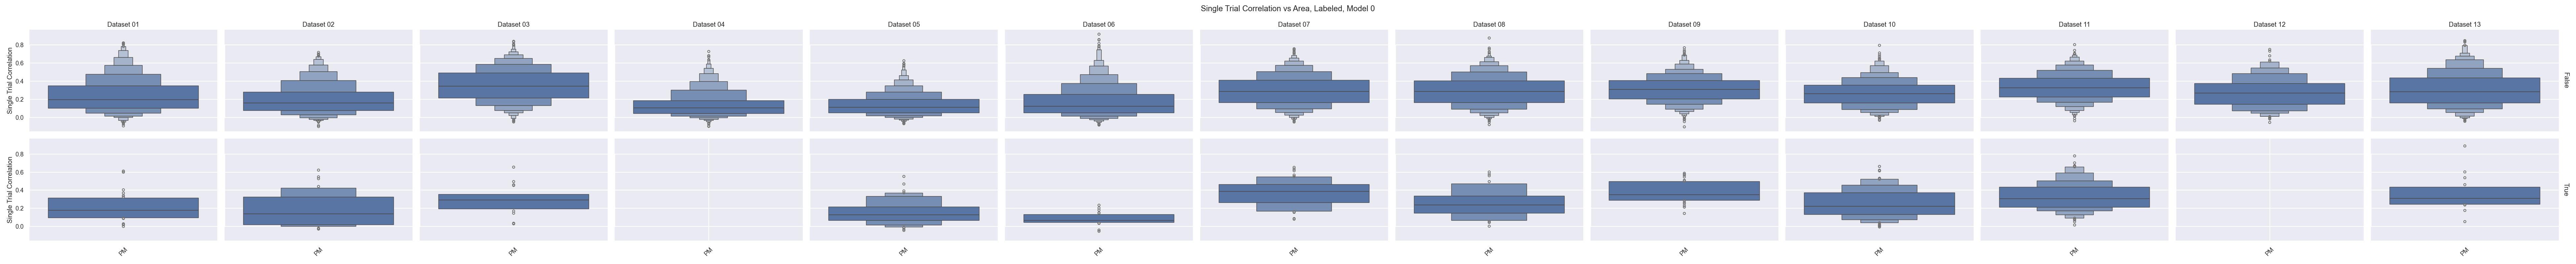 Single Trial Correlation vs Area, Labeled, Model 0
Dataset 01 Dataset 02 Dataset 03 Dataset 04 Dataset 05 Dataset 06 Dataset 07 Dataset 08 Dataset 09 Dataset 10 Dataset 11 Dataset 12 Dataset 13
Single Trial Correlation
0.8
0.6
0.4
0.2
0.0
False
Single Trial Correlation
0.8
0.6
0.4
0.2
0.0
True
PM PM PM PM PM PM PM PM PM PM PM PM PM